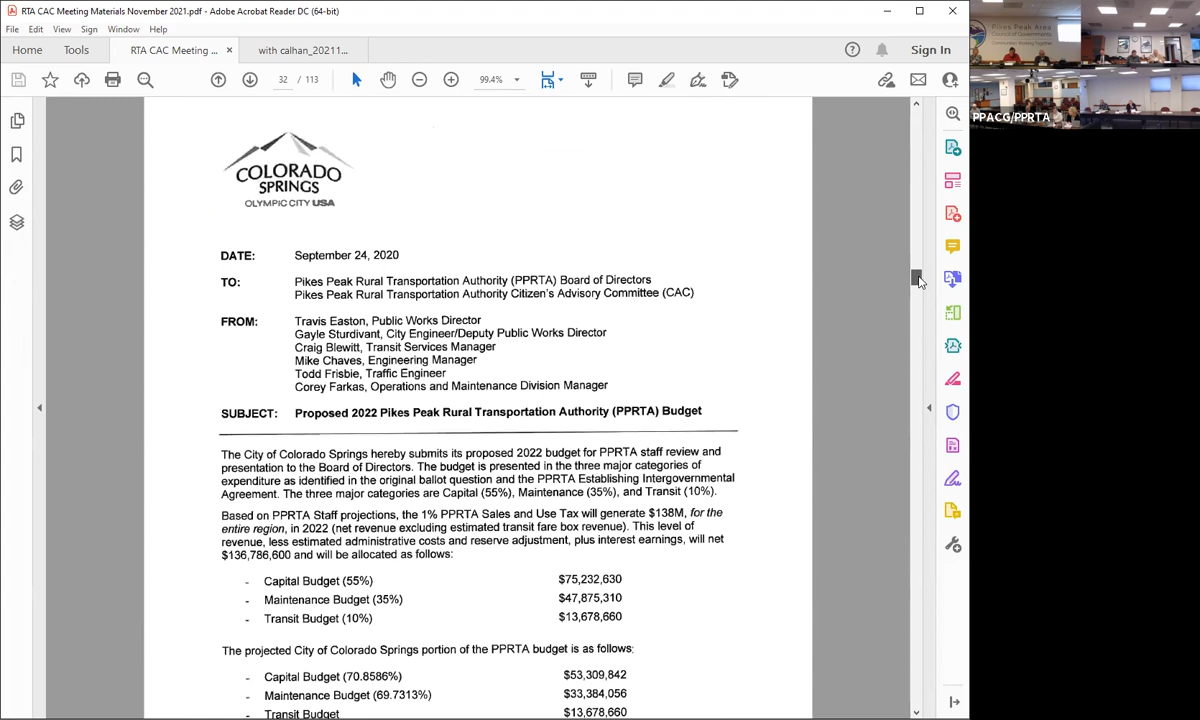 RTA CAC Meeting Materials November 2021.pdf - Adobe Acrobat Reader DC (64-bit)
File Edit View Sign Window Help
Home Tools RTA CAC Meeting ... × with calhan_20211... Sign In
32 / 113 99.4%
COLORADO
SPRINGS
OLYMPIC CITY USA
DATE: September 24, 2020
TO: Pikes Peak Rural Transportation Authority (PPRTA) Board of Directors
Pikes Peak Rural Transportation Authority Citizen's Advisory Committee (CAC)
FROM: Travis Easton, Public Works Director
Gayle Sturdivant, City Engineer/Deputy Public Works Director
Craig Blewitt, Transit Services Manager
Mike Chaves, Engineering Manager
Todd Frisbie, Traffic Engineer
Corey Farkas, Operations and Maintenance Division Manager
SUBJECT: Proposed 2022 Pikes Peak Rural Transportation Authority (PPRTA) Budget
The City of Colorado Springs hereby submits its proposed 2022 budget for PPRTA staff review and
presentation to the Board of Directors. The budget is presented in the three major categories of
expenditure as identified in the original ballot question and the PPRTA Establishing Intergovernmental
Agreement. The three major categories are Capital (55%), Maintenance (35%), and Transit (10%).
Based on PPRTA Staff projections, the 1% PPRTA Sales and Use Tax will generate $138M, for the
entire region, in 2022 (net revenue excluding estimated transit fare box revenue). This level of
revenue, less estimated administrative costs and reserve adjustment, plus interest earnings, will net
$136,786,600 and will be allocated as follows:
- Capital Budget (55%) $75,232,630
- Maintenance Budget (35%) $47,875,310
- Transit Budget (10%) $13,678,660
The projected City of Colorado Springs portion of the PPRTA budget is as follows:
- Capital Budget (70.8586%) $53,309,842
- Maintenance Budget (69.7313%) $33,384,056
- Transit Budget $13,678,660
Pikes Peak Area
Council of Governments
Communities Working Together
PPACG/PPRTA